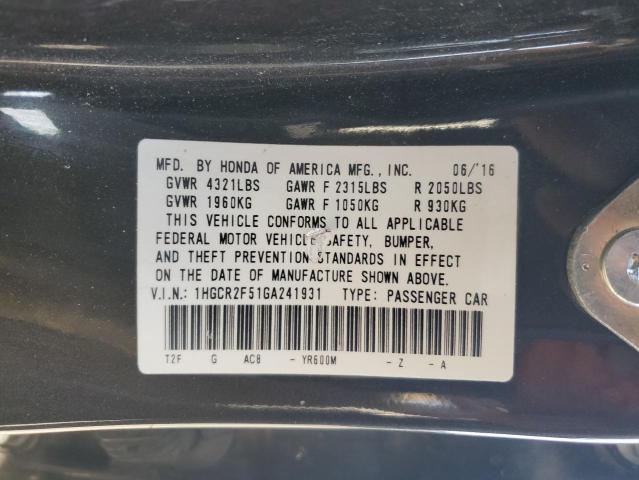 MFD. BY HONDA OF AMERICA MFG., INC. 06/'16
GVWR 4321LBS GAWR F 2315LBS R 2050LBS
GVWR 1960KG GAWR F 1050KG R 930KG
THIS VEHICLE CONFORMS TO ALL APPLICABLE
FEDERAL MOTOR VEHICLE SAFETY, BUMPER,
AND THEFT PREVENTION STANDARDS IN EFFECT
ON THE DATE OF MANUFACTURE SHOWN ABOVE.
V.I.N.: 1HGCR2F51GA241931 TYPE: PASSENGER CAR
T2F G AC8 - YR600M - Z - A